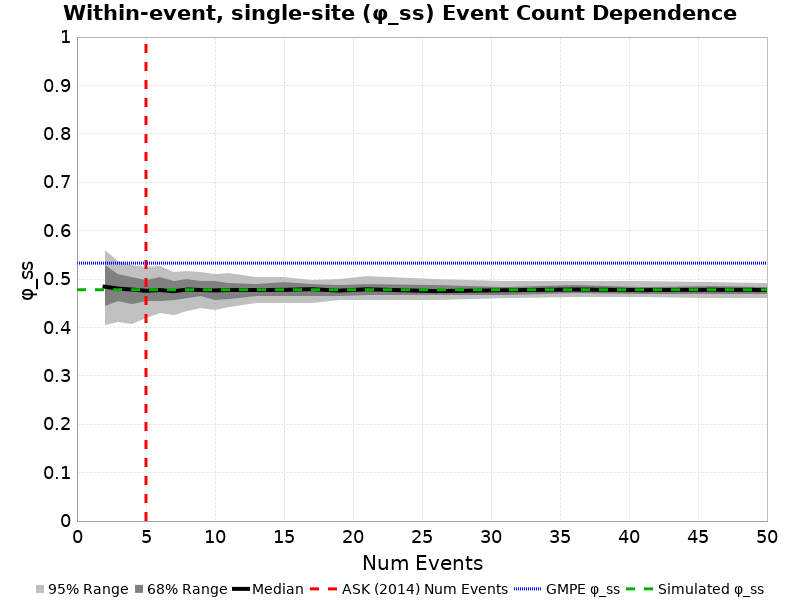 Within-event, single-site (φ_ss) Event Count Dependence
1
0.9
0.8
0.7
0.6
0.5
0.4
0.3
0.2
0.1
0
φ_ss
0 5 10 15 20 25 30 35 40 45 50
Num Events
95% Range 68% Range Median ASK (2014) Num Events GMPE φ_ss Simulated φ_ss